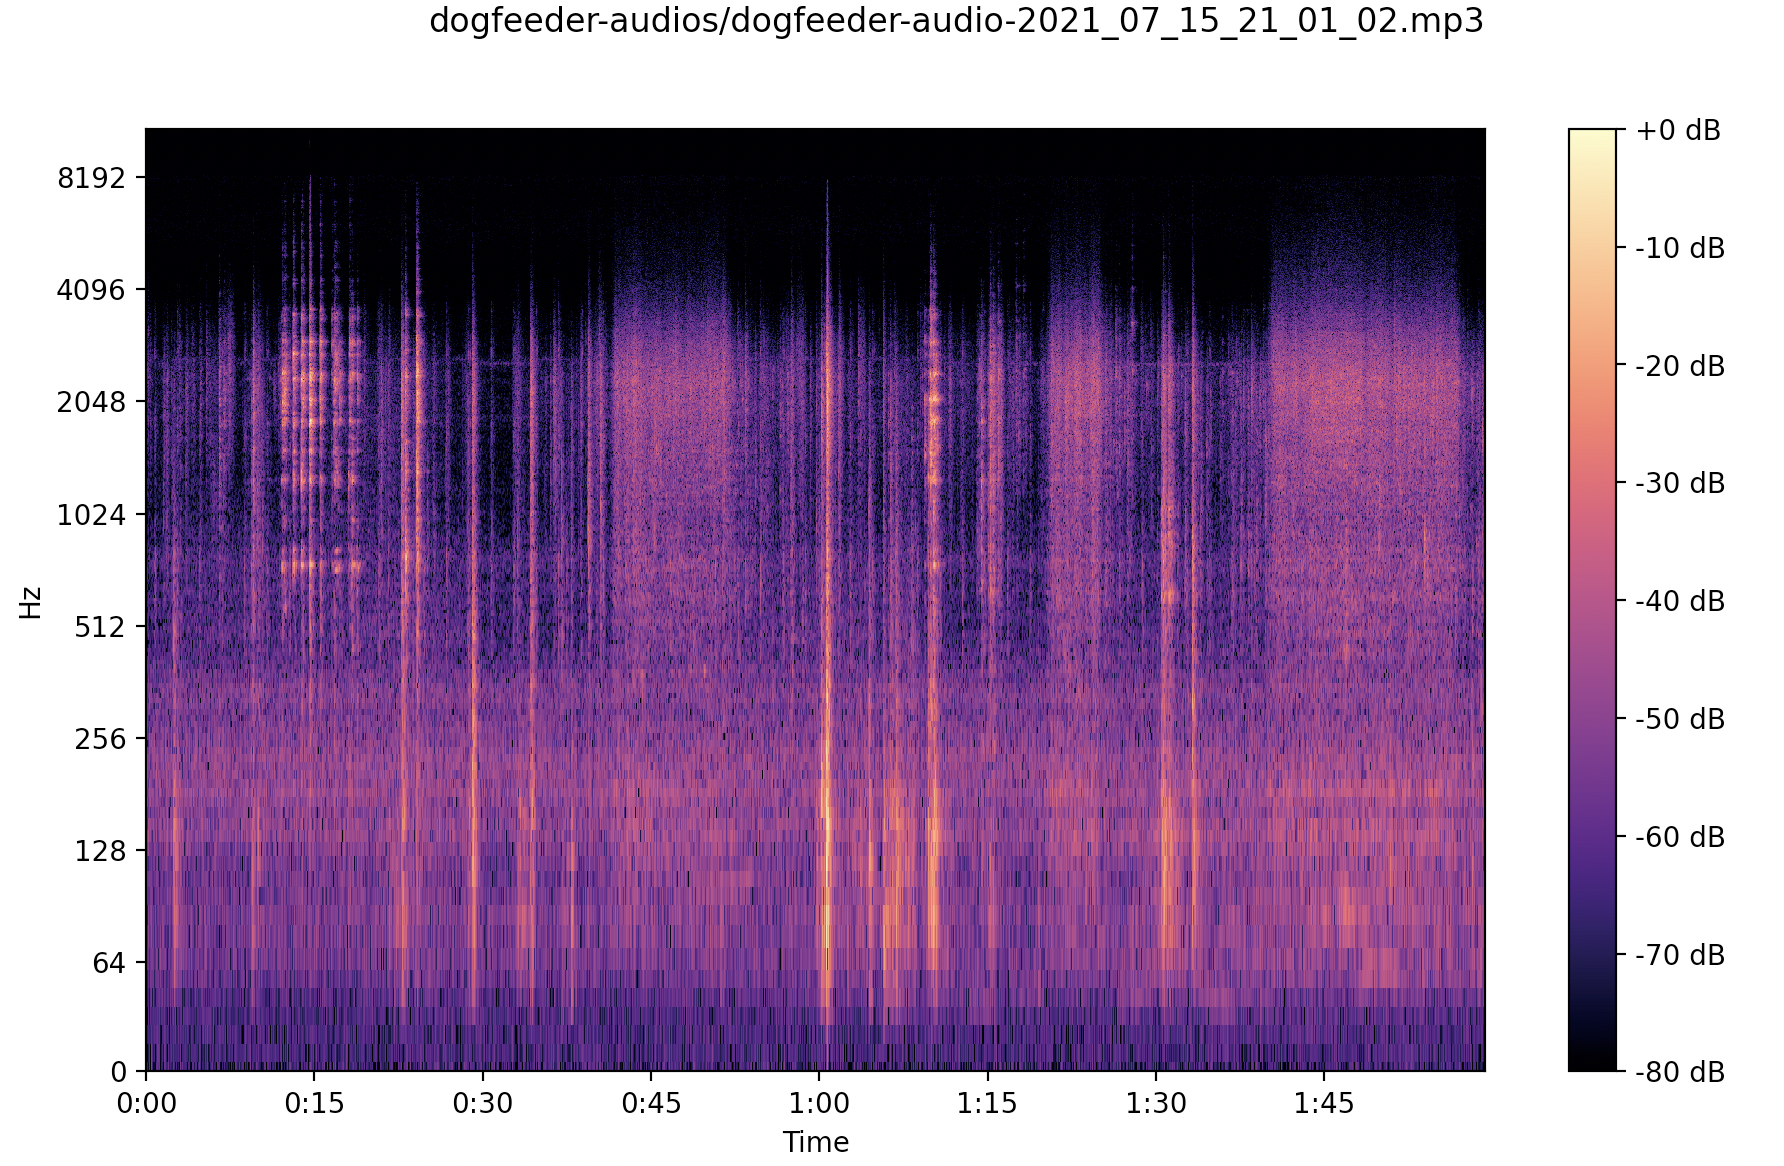 dogfeeder-audios/dogfeeder-audio-2021_07_15_21_01_02.mp3
Hz
8192
4096
2048
1024
512
256
128
64
0
0:00 0:15 0:30 0:45 1:00 1:15 1:30 1:45
Time
+0 dB
-10 dB
-20 dB
-30 dB
-40 dB
-50 dB
-60 dB
-70 dB
-80 dB